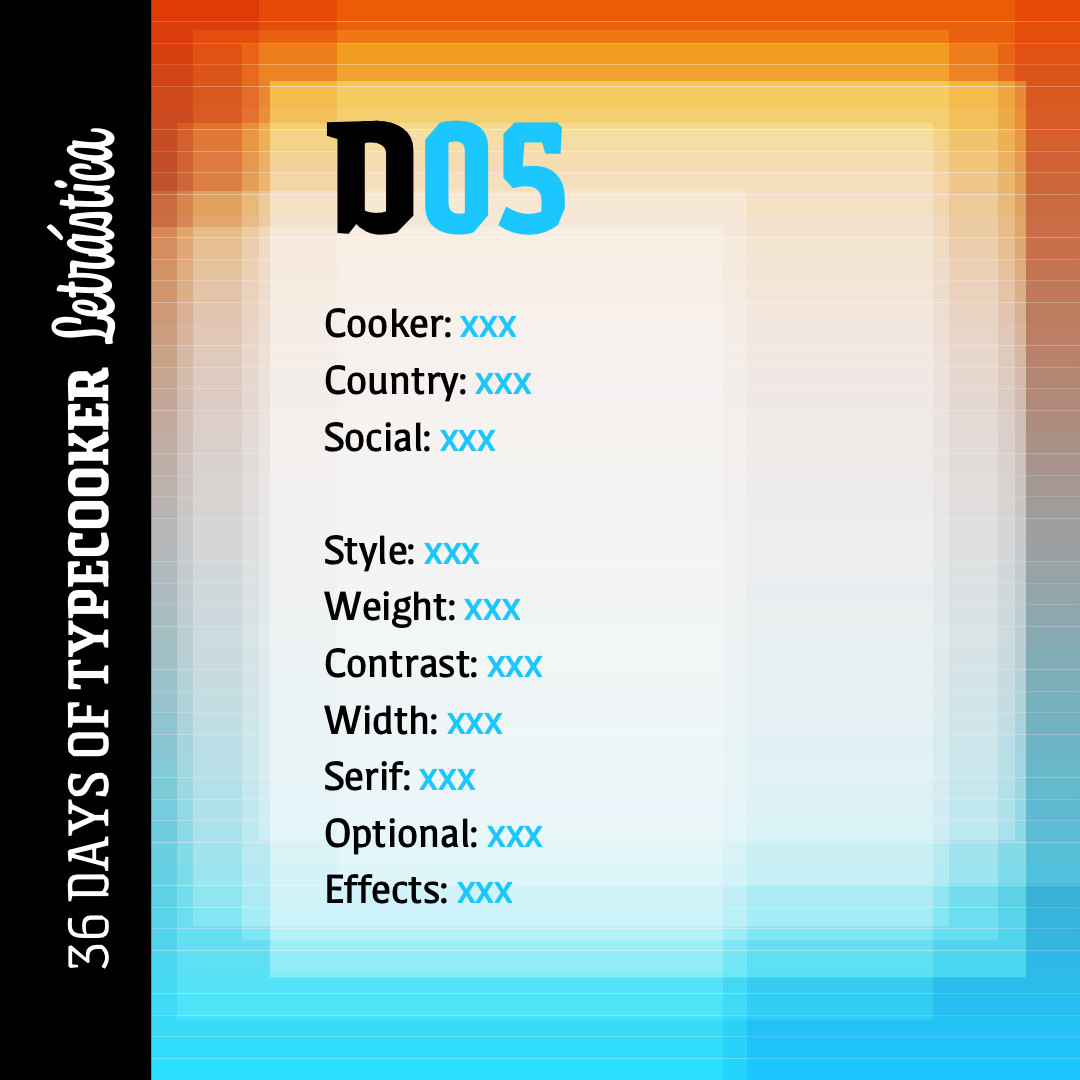 36 DAYS OF TYPECOOKER Letrástica
D05
Cooker: xxx
Country: xxx
Social: xxx
Style: xxx
Weight: xxx
Contrast: xxx
Width: xxx
Serif: xxx
Optional: xxx
Effects: xxx